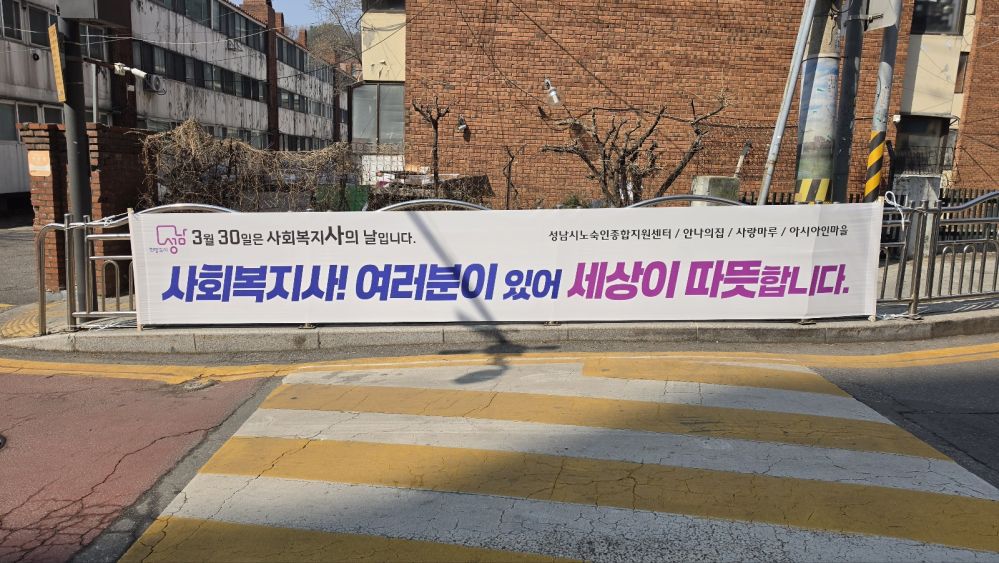 성남
3월 30일은 사회복지사의 날입니다.
성남시노숙인종합지원센터 / 안나의집 / 사랑마루 / 아시아인마을
사회복지사! 여러분이 있어 세상이 따뜻합니다.